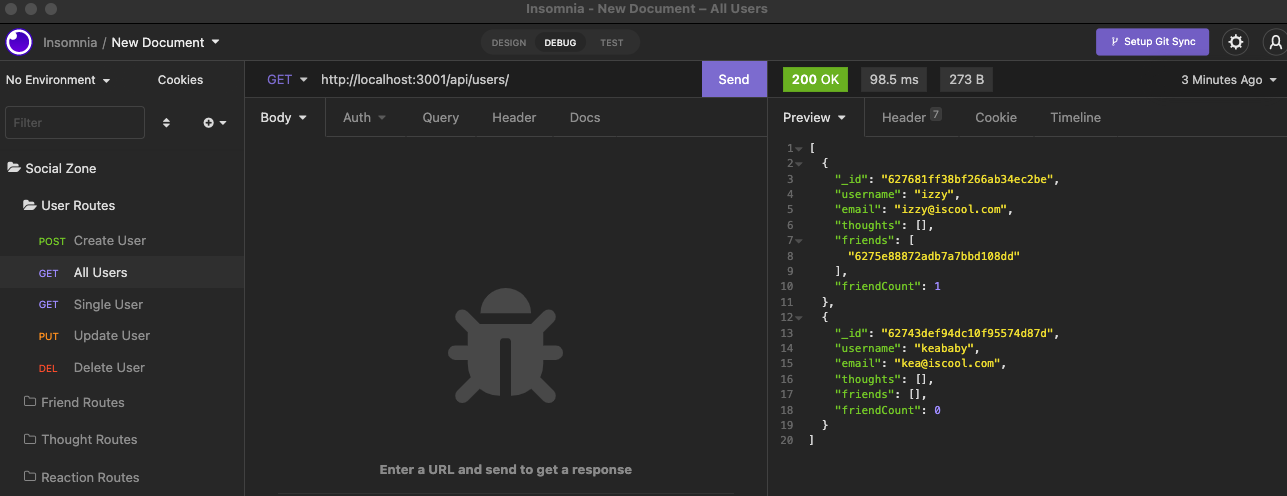 Insomnia - New Document – All Users
Insomnia / New Document
DESIGN DEBUG TEST
Setup Git Sync
No Environment Cookies
GET http://localhost:3001/api/users/ Send
200 OK 98.5 ms 273 B 3 Minutes Ago
Filter
Body Auth Query Header Docs
Preview Header 7 Cookie Timeline
Social Zone
User Routes
POST Create User
GET All Users
GET Single User
PUT Update User
DEL Delete User
Friend Routes
Thought Routes
Reaction Routes
Enter a URL and send to get a response
1 [
2 {
3 "_id": "627681ff38bf266ab34ec2be",
4 "username": "izzy",
5 "email": "izzy@iscool.com",
6 "thoughts": [],
7 "friends": [
8 "6275e88872adb7a7bbd108dd"
9 ],
10 "friendCount": 1
11 },
12 {
13 "_id": "62743def94dc10f95574d87d",
14 "username": "keababy",
15 "email": "kea@iscool.com",
16 "thoughts": [],
17 "friends": [],
18 "friendCount": 0
19 }
20 ]